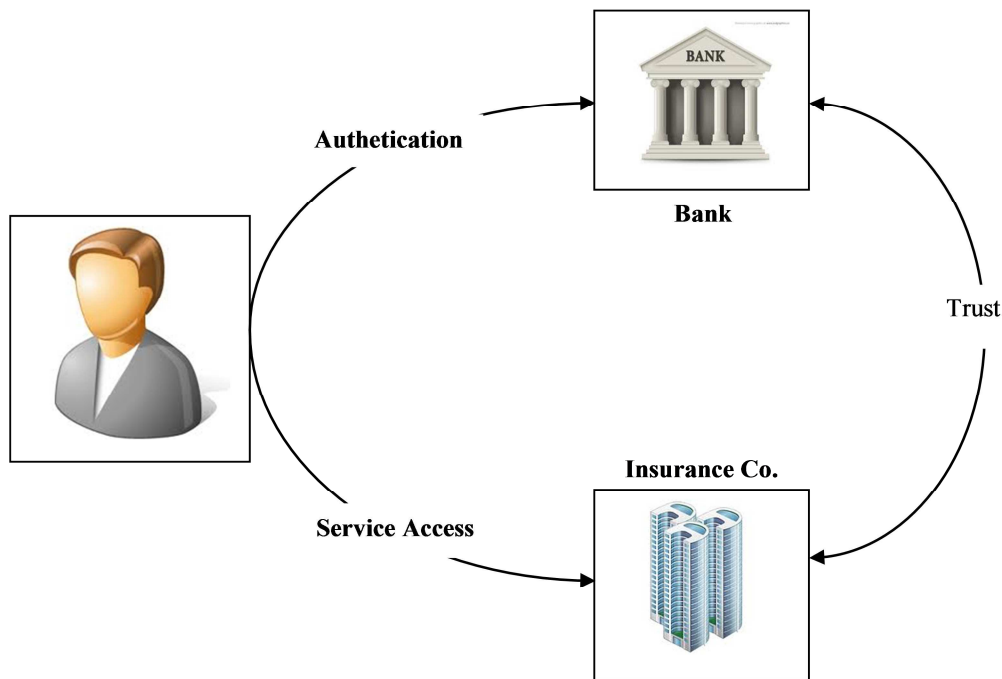 BANK
Authetication
Bank
Trust
Insurance Co.
Service Access